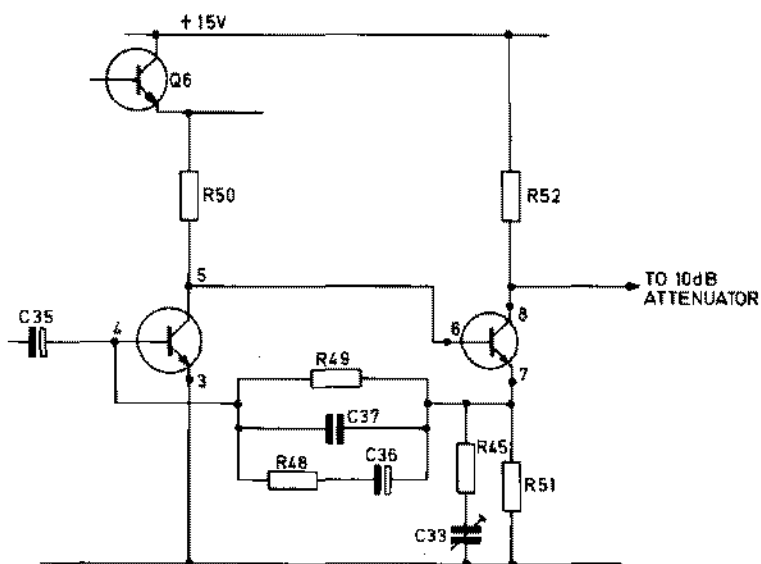 +15V
Q6
R50
R52
5
TO 10dB
ATTENUATOR
8
C35
4
6
3
R49
7
C37
R45
R48
C36
R51
C33